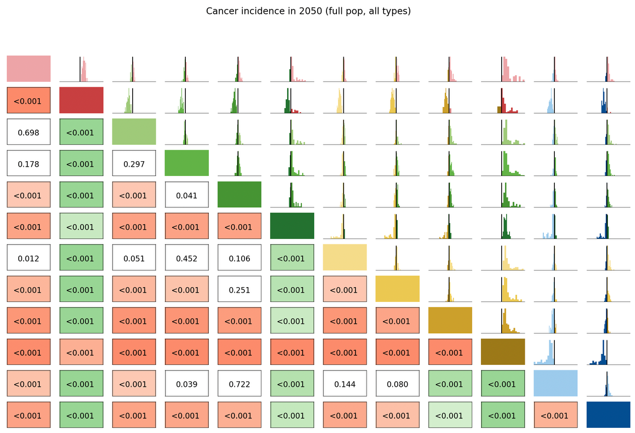 Cancer incidence in 2050 (full pop, all types)
<0.001
0.698 <0.001
0.178 <0.001 0.297
<0.001 <0.001 <0.001 0.041
<0.001 <0.001 <0.001 <0.001 <0.001
0.012 <0.001 0.051 0.452 0.106 <0.001
<0.001 <0.001 <0.001 <0.001 0.251 <0.001 <0.001
<0.001 <0.001 <0.001 <0.001 <0.001 <0.001 <0.001 <0.001
<0.001 <0.001 <0.001 <0.001 <0.001 <0.001 <0.001 <0.001 <0.001
<0.001 <0.001 <0.001 0.039 0.722 <0.001 0.144 0.080 <0.001 <0.001
<0.001 <0.001 <0.001 <0.001 <0.001 <0.001 <0.001 <0.001 <0.001 <0.001 <0.001